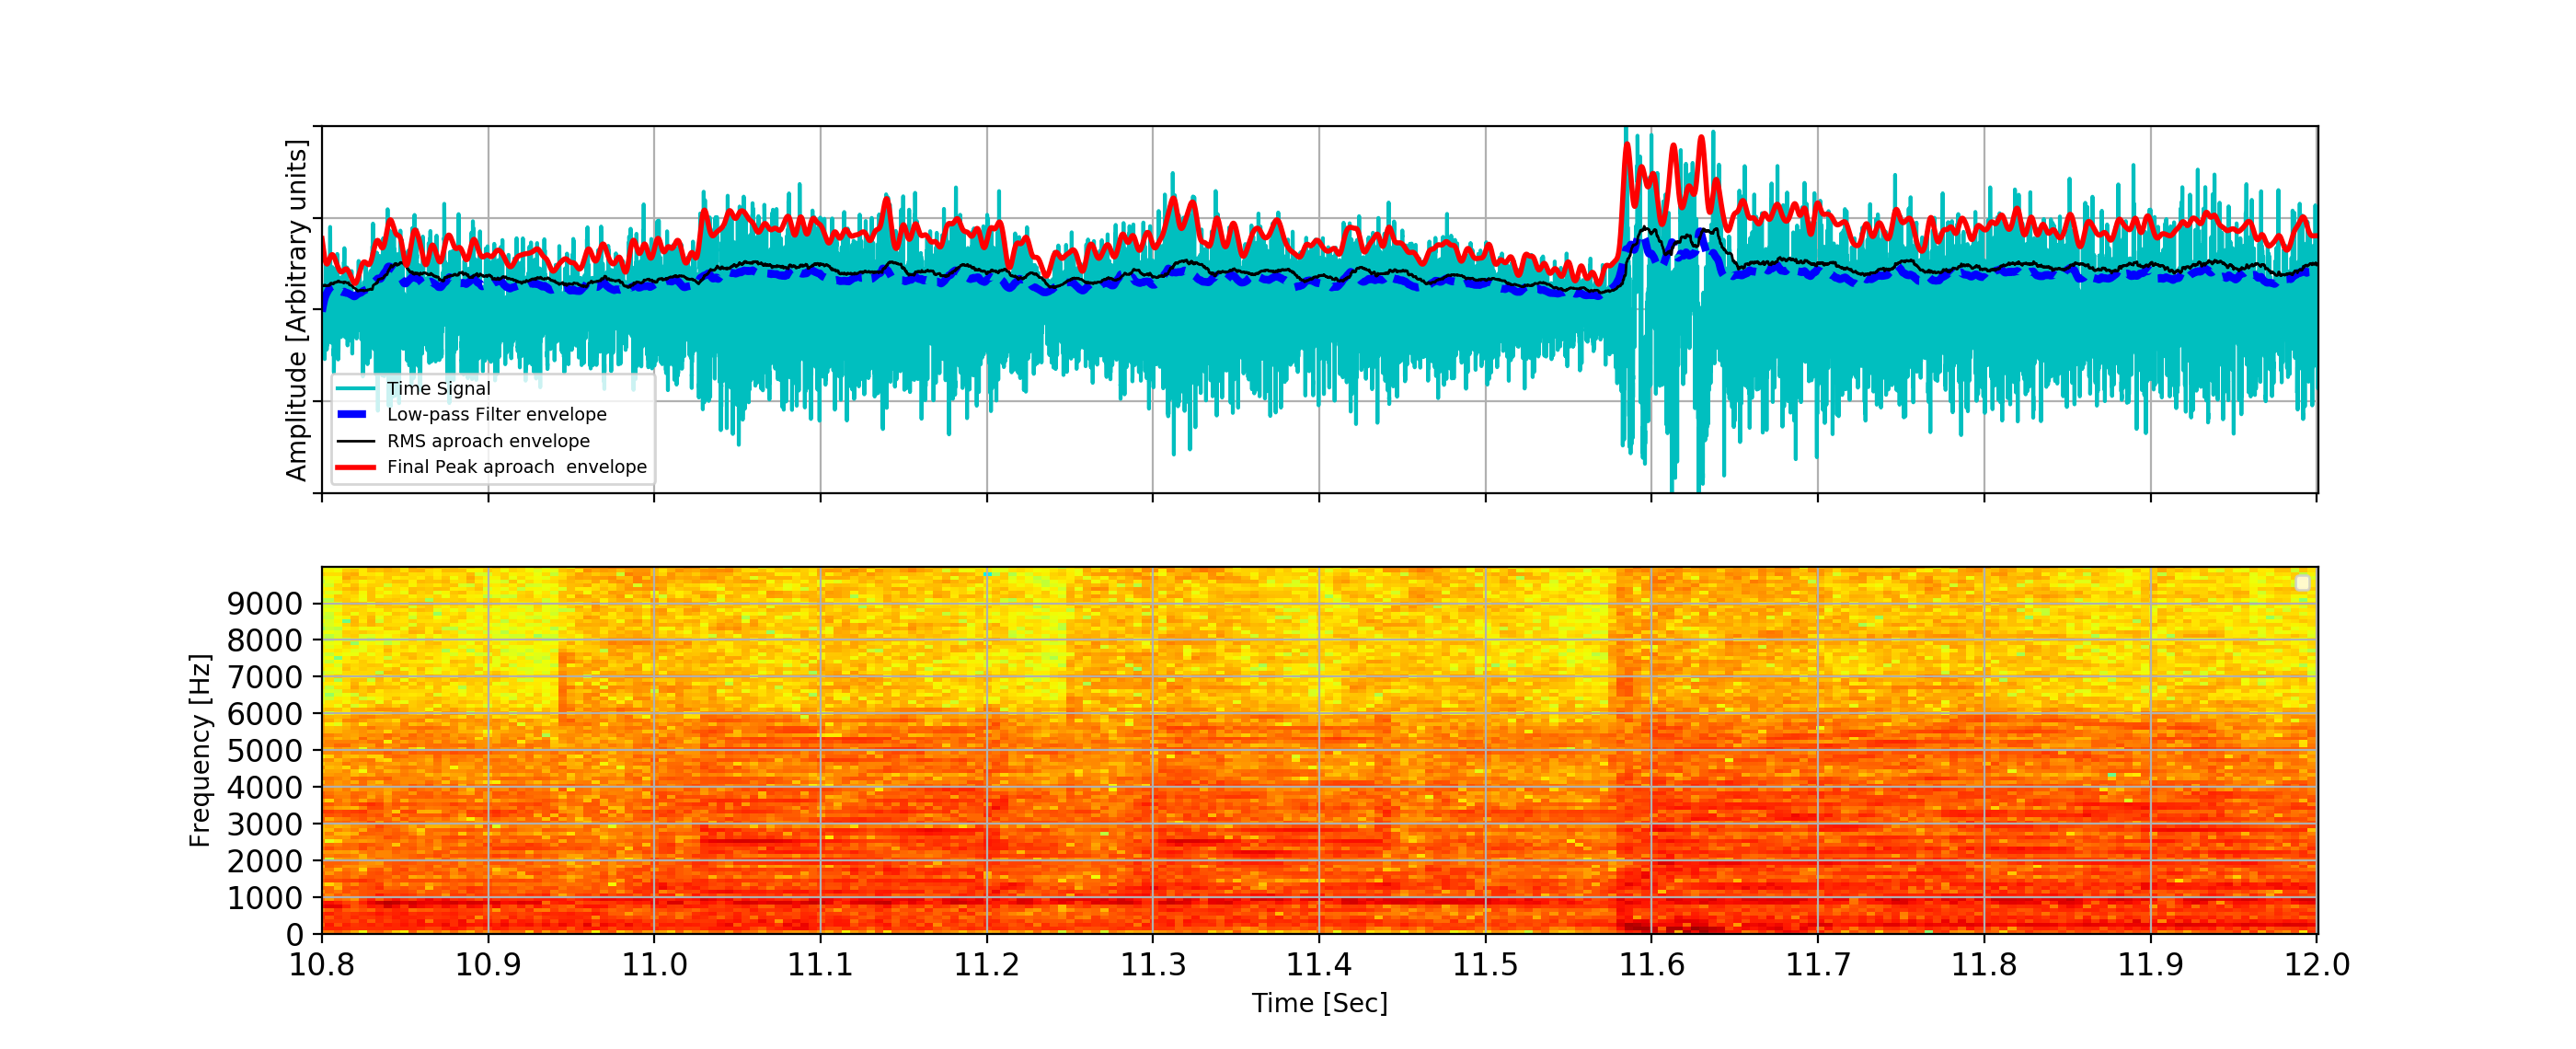 Amplitude [Arbitrary units]
Time Signal
Low-pass Filter envelope
RMS aproach envelope
Final Peak aproach  envelope
Frequency [Hz]
9000
8000
7000
6000
5000
4000
3000
2000
1000
0
10.8 10.9 11.0 11.1 11.2 11.3 11.4 11.5 11.6 11.7 11.8 11.9 12.0
Time [Sec]